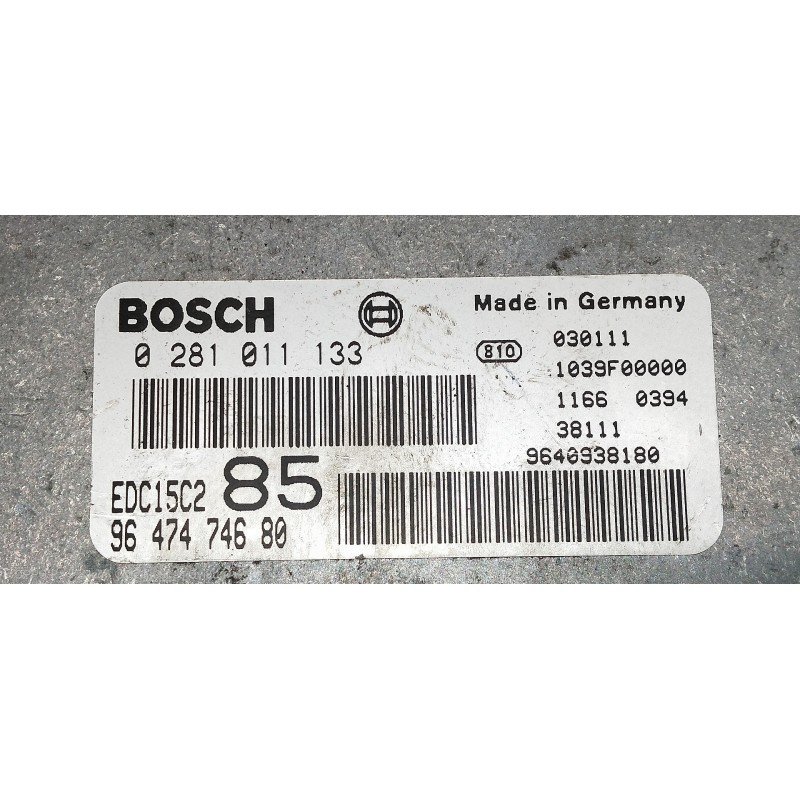 BOSCH
Made in Germany
0 281 011 133
810
030111
1039F00000
1166 0394
38111
9640938180
EDC15C2 85
96 474 746 80